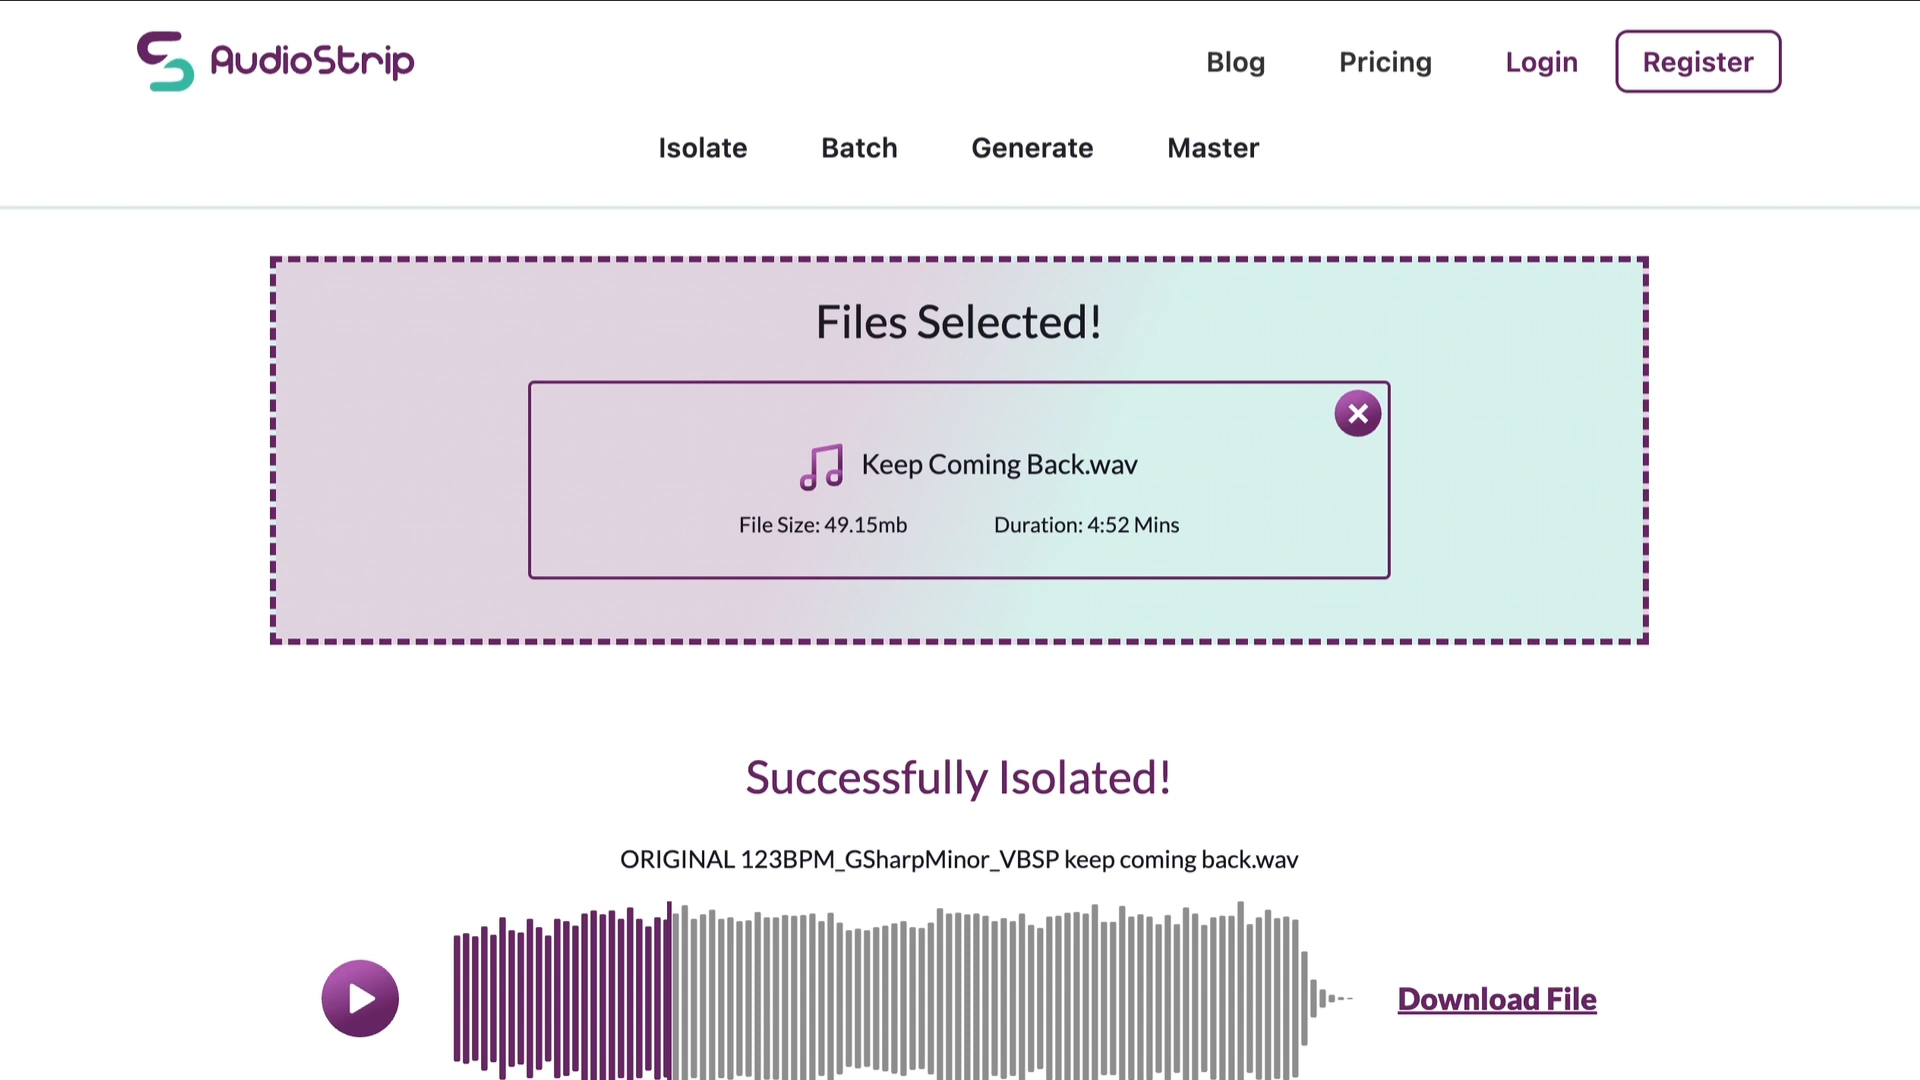 AudioStrip
Blog Pricing Login Register
Isolate Batch Generate Master
Files Selected!
Keep Coming Back.wav
File Size: 49.15mb Duration: 4:52 Mins
Successfully Isolated!
ORIGINAL 123BPM_GSharpMinor_VBSP keep coming back.wav
Download File